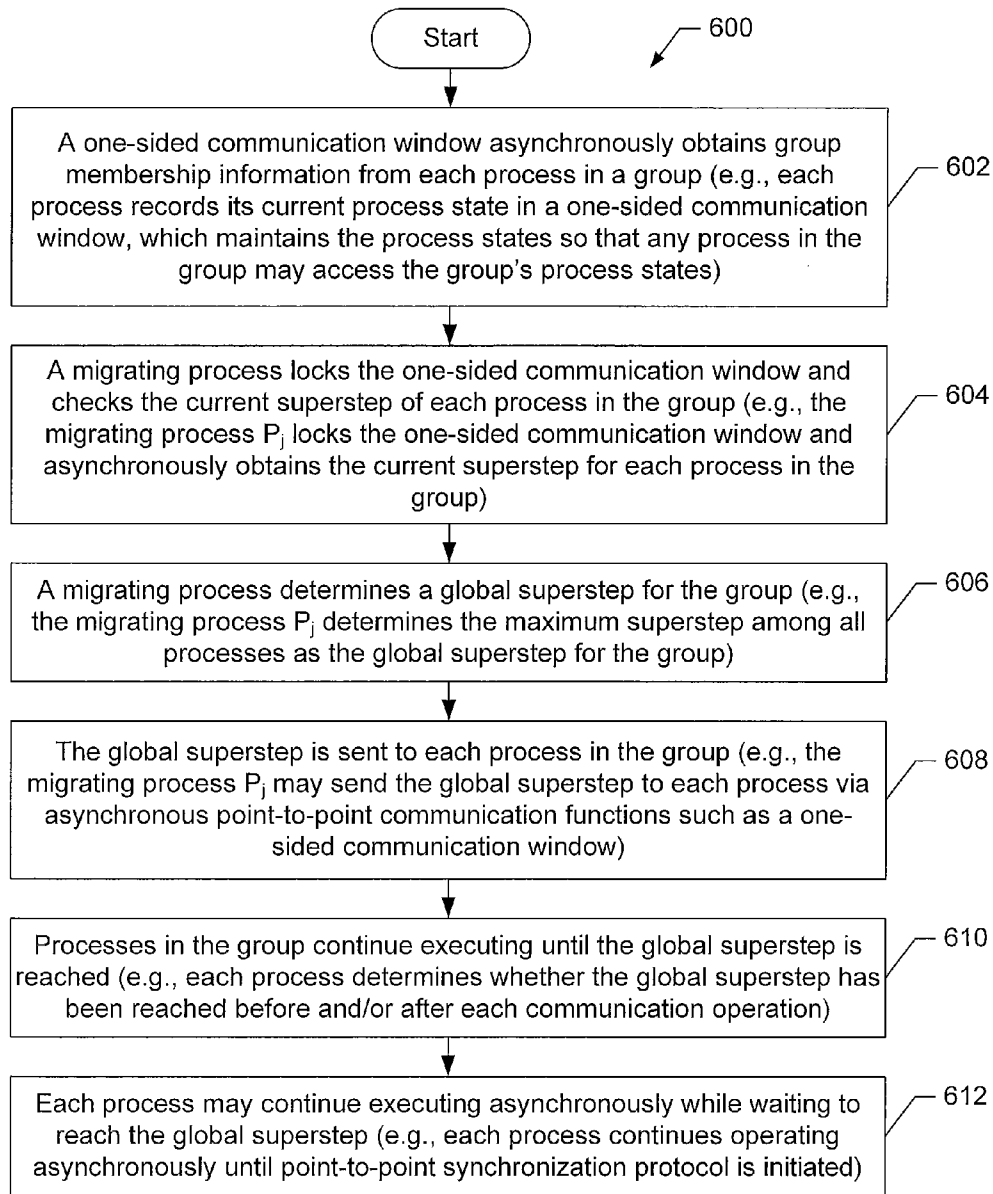 Start
600
A one-sided communication window asynchronously obtains group
membership information from each process in a group (e.g., each
process records its current process state in a one-sided communication
window, which maintains the process states so that any process in the
group may access the group's process states)
602
A migrating process locks the one-sided communication window and
checks the current superstep of each process in the group (e.g., the
migrating process Pj locks the one-sided communication window and
asynchronously obtains the current superstep for each process in the
group)
604
A migrating process determines a global superstep for the group (e.g.,
the migrating process Pj determines the maximum superstep among all
processes as the global superstep for the group)
606
The global superstep is sent to each process in the group (e.g., the
migrating process Pj may send the global superstep to each process via
asynchronous point-to-point communication functions such as a one-
sided communication window)
608
Processes in the group continue executing until the global superstep is
reached (e.g., each process determines whether the global superstep has
been reached before and/or after each communication operation)
610
Each process may continue executing asynchronously while waiting to
reach the global superstep (e.g., each process continues operating
asynchronously until point-to-point synchronization protocol is initiated)
612